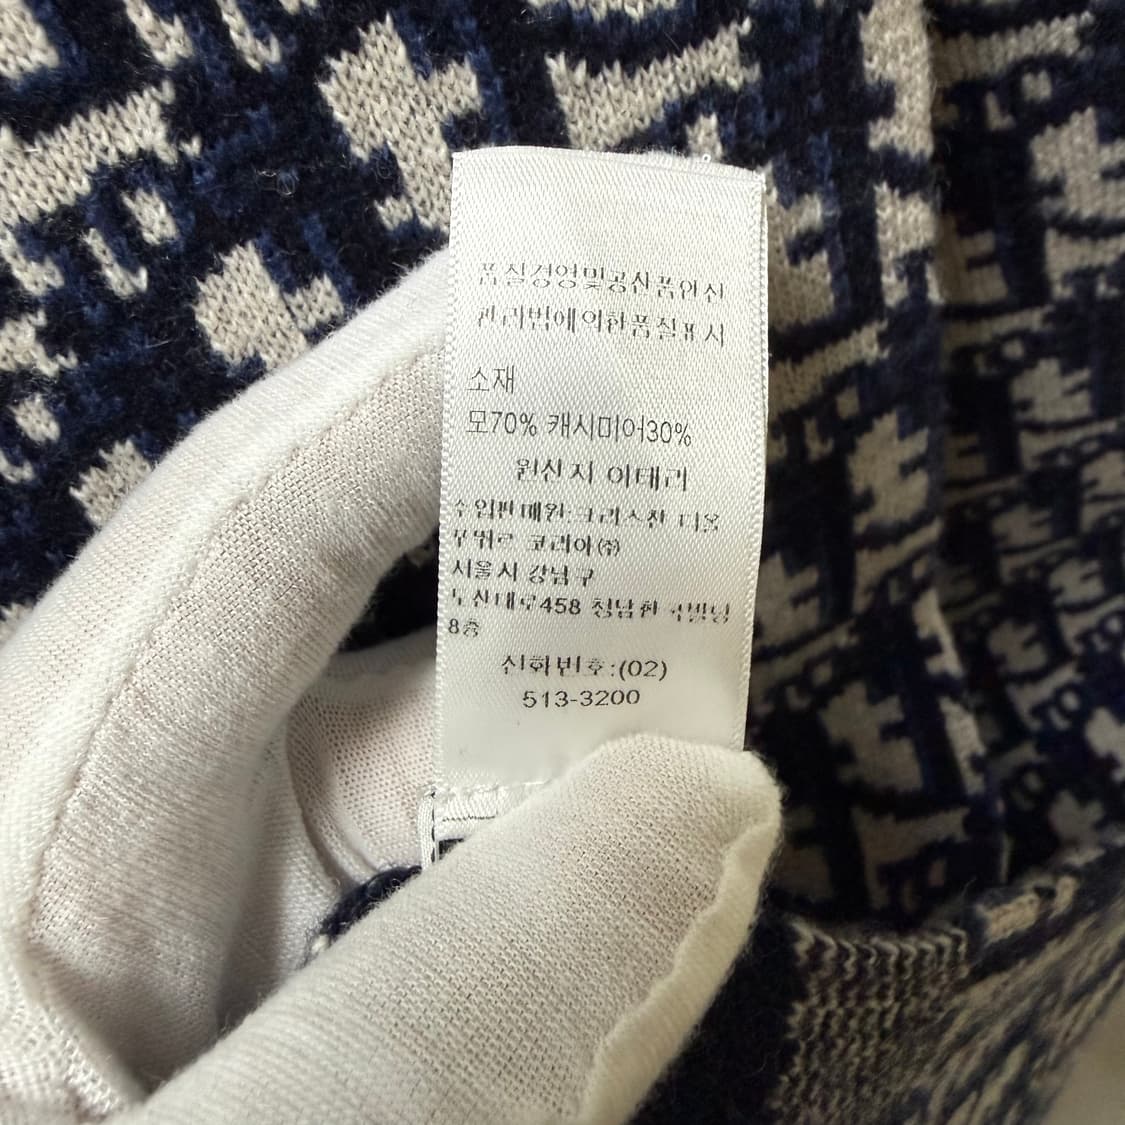 품질경영및공산품안전
관리법에의한품질표시
소재
모70% 캐시미어30%
원산지 이태리
수입판매원:크리스챤 디올
꾸뛰르 코리아㈜
서울시 강남구
도산대로458 청담한 빌딩
8층
전화번호:(02)
513-3200